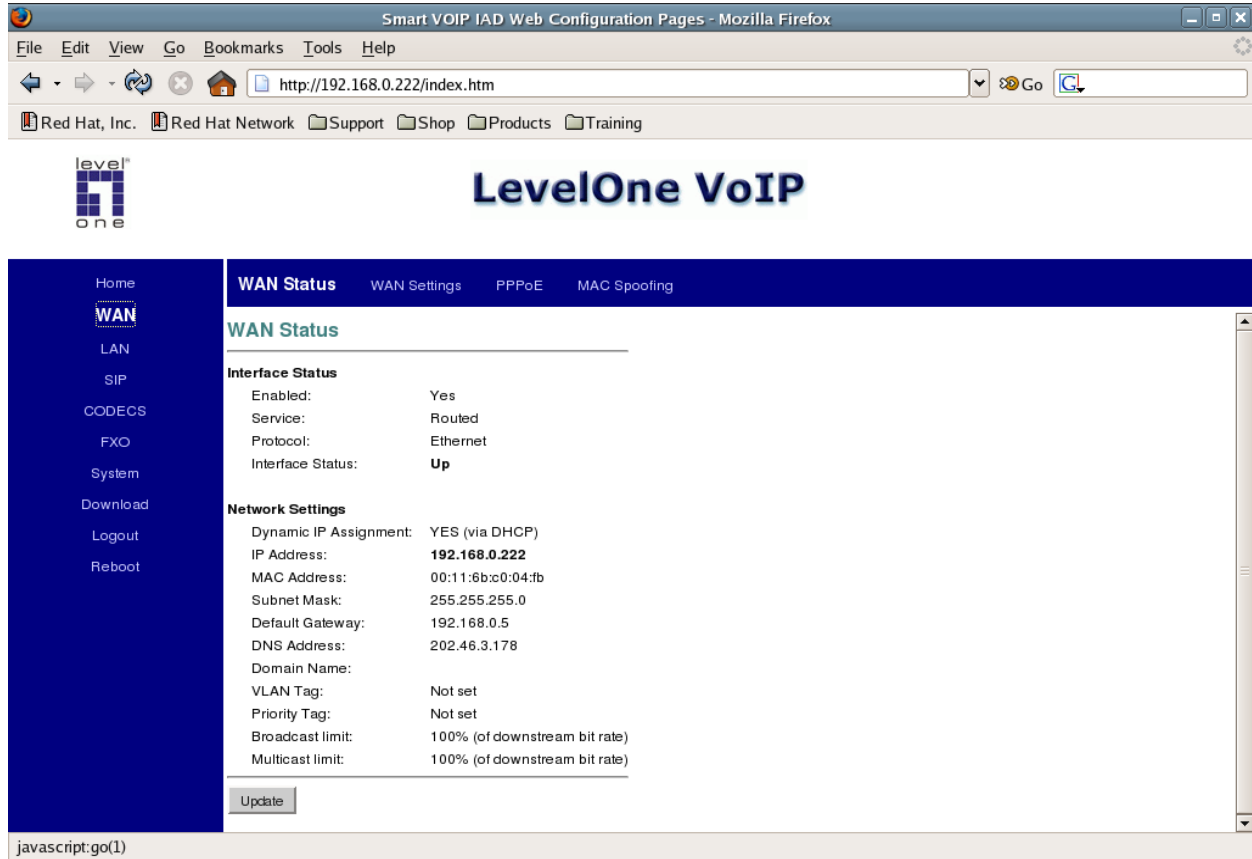 Smart VOIP IAD Web Configuration Pages - Mozilla Firefox
File Edit View Go Bookmarks Tools Help
http://192.168.0.222/index.htm Go G
Red Hat, Inc. Red Hat Network Support Shop Products Training
level®
one
LevelOne VoIP
Home
WAN
LAN
SIP
CODECS
FXO
System
Download
Logout
Reboot
WAN Status WAN Settings PPPoE MAC Spoofing
WAN Status
Interface Status
Enabled: Yes
Service: Routed
Protocol: Ethernet
Interface Status: Up
Network Settings
Dynamic IP Assignment: YES (via DHCP)
IP Address: 192.168.0.222
MAC Address: 00:11:6b:c0:04:fb
Subnet Mask: 255.255.255.0
Default Gateway: 192.168.0.5
DNS Address: 202.46.3.178
Domain Name:
VLAN Tag: Not set
Priority Tag: Not set
Broadcast limit: 100% (of downstream bit rate)
Multicast limit: 100% (of downstream bit rate)
Update
javascript:go(1)